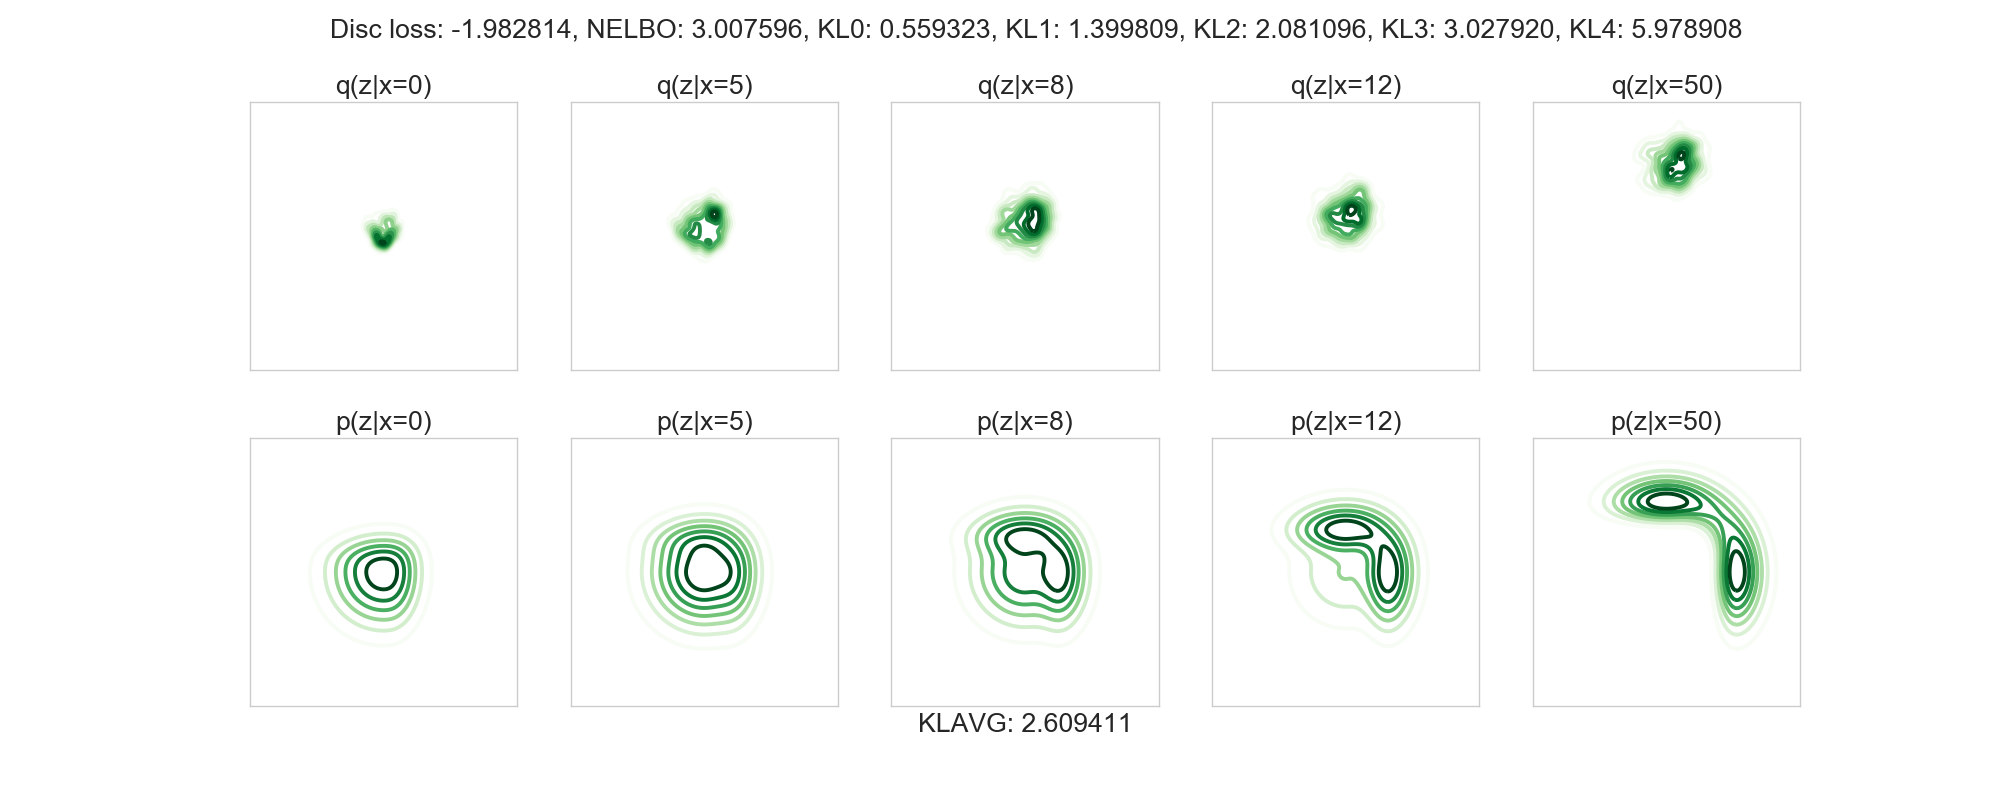 Disc loss: -1.982814, NELBO: 3.007596, KL0: 0.559323, KL1: 1.399809, KL2: 2.081096, KL3: 3.027920, KL4: 5.978908
q(z|x=0)
q(z|x=5)
q(z|x=8)
q(z|x=12)
q(z|x=50)
p(z|x=0)
p(z|x=5)
p(z|x=8)
p(z|x=12)
p(z|x=50)
KLAVG: 2.609411